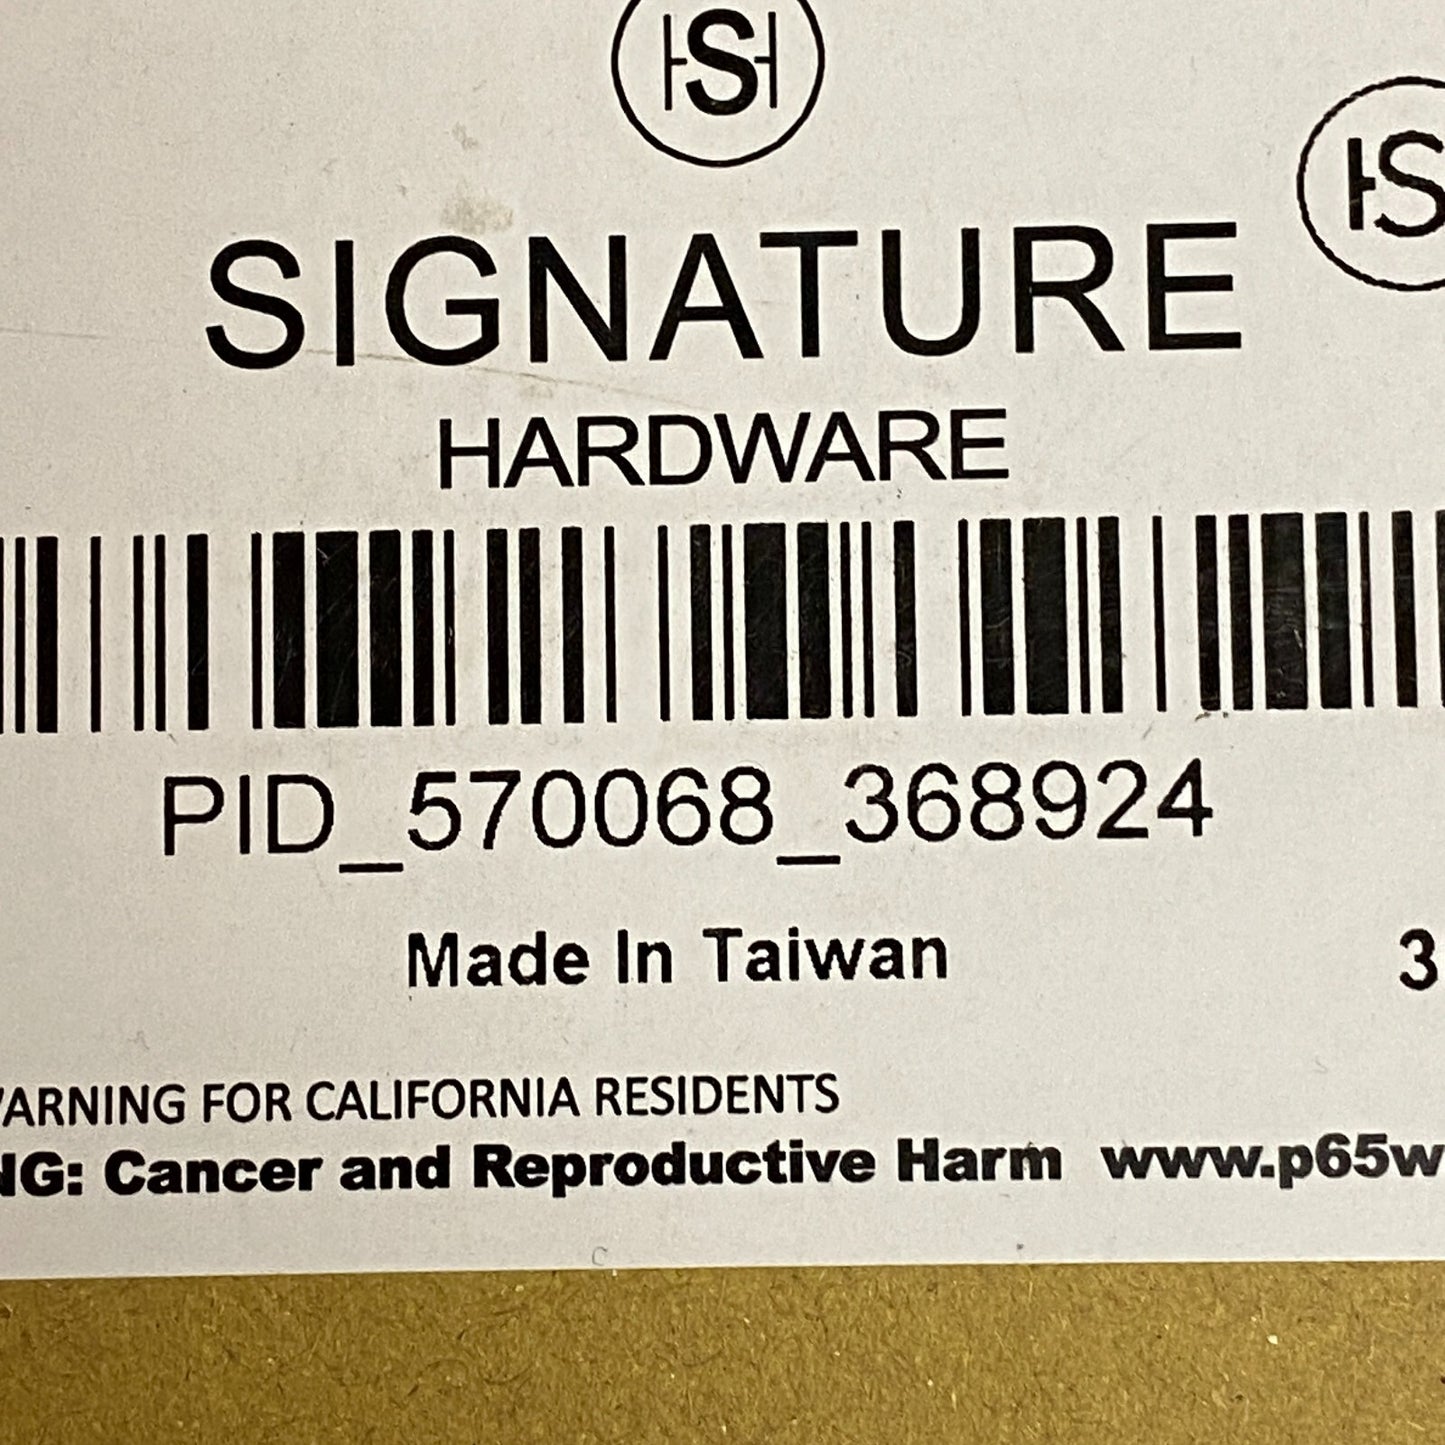 HS
HS
SIGNATURE
HARDWARE
PID_570068_368924
Made In Taiwan
3
WARNING FOR CALIFORNIA RESIDENTS
NG: Cancer and Reproductive Harm www.p65w